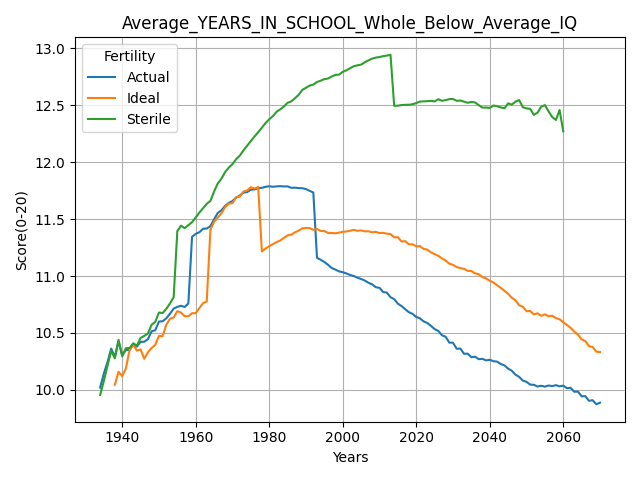 Average_YEARS_IN_SCHOOL_Whole_Below_Average_IQ
Fertility
Actual
Ideal
Sterile
Score(0-20)
13.0
12.5
12.0
11.5
11.0
10.5
10.0
1940 1960 1980 2000 2020 2040 2060
Years